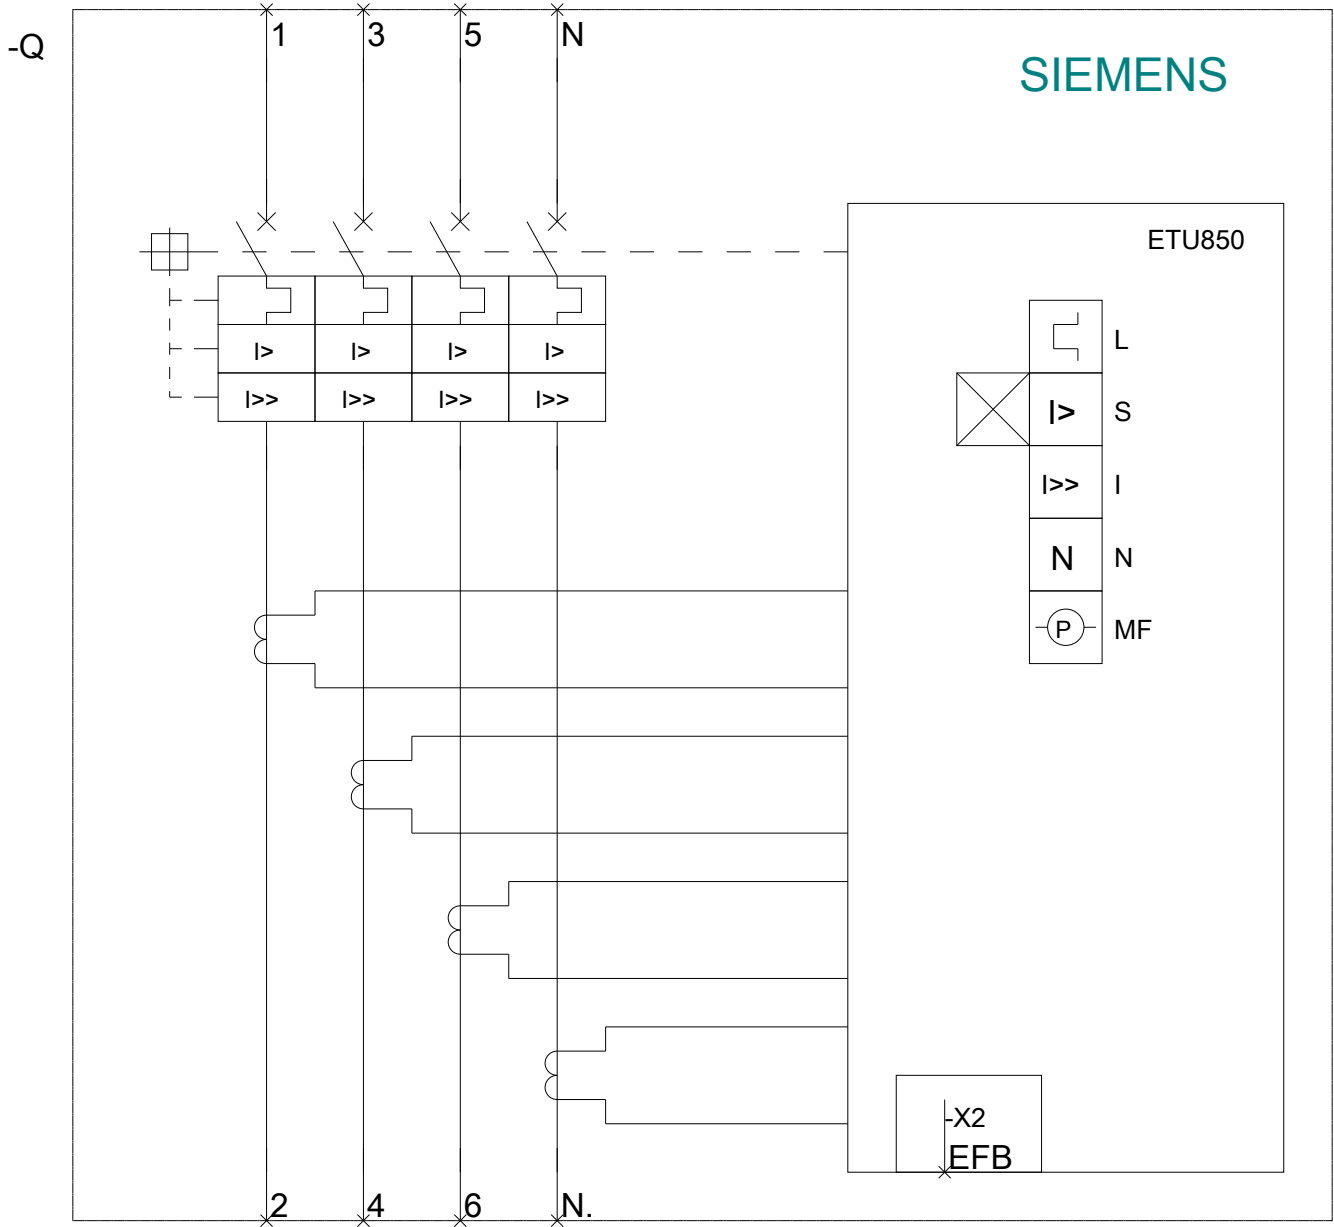 1 3 5 N
-Q
SIEMENS
ETU850
L
I> I> I> I> 
I>> I>> I>> I>>
I> S
I>> I
N N
P MF
-X2
EFB
2 4 6 N.